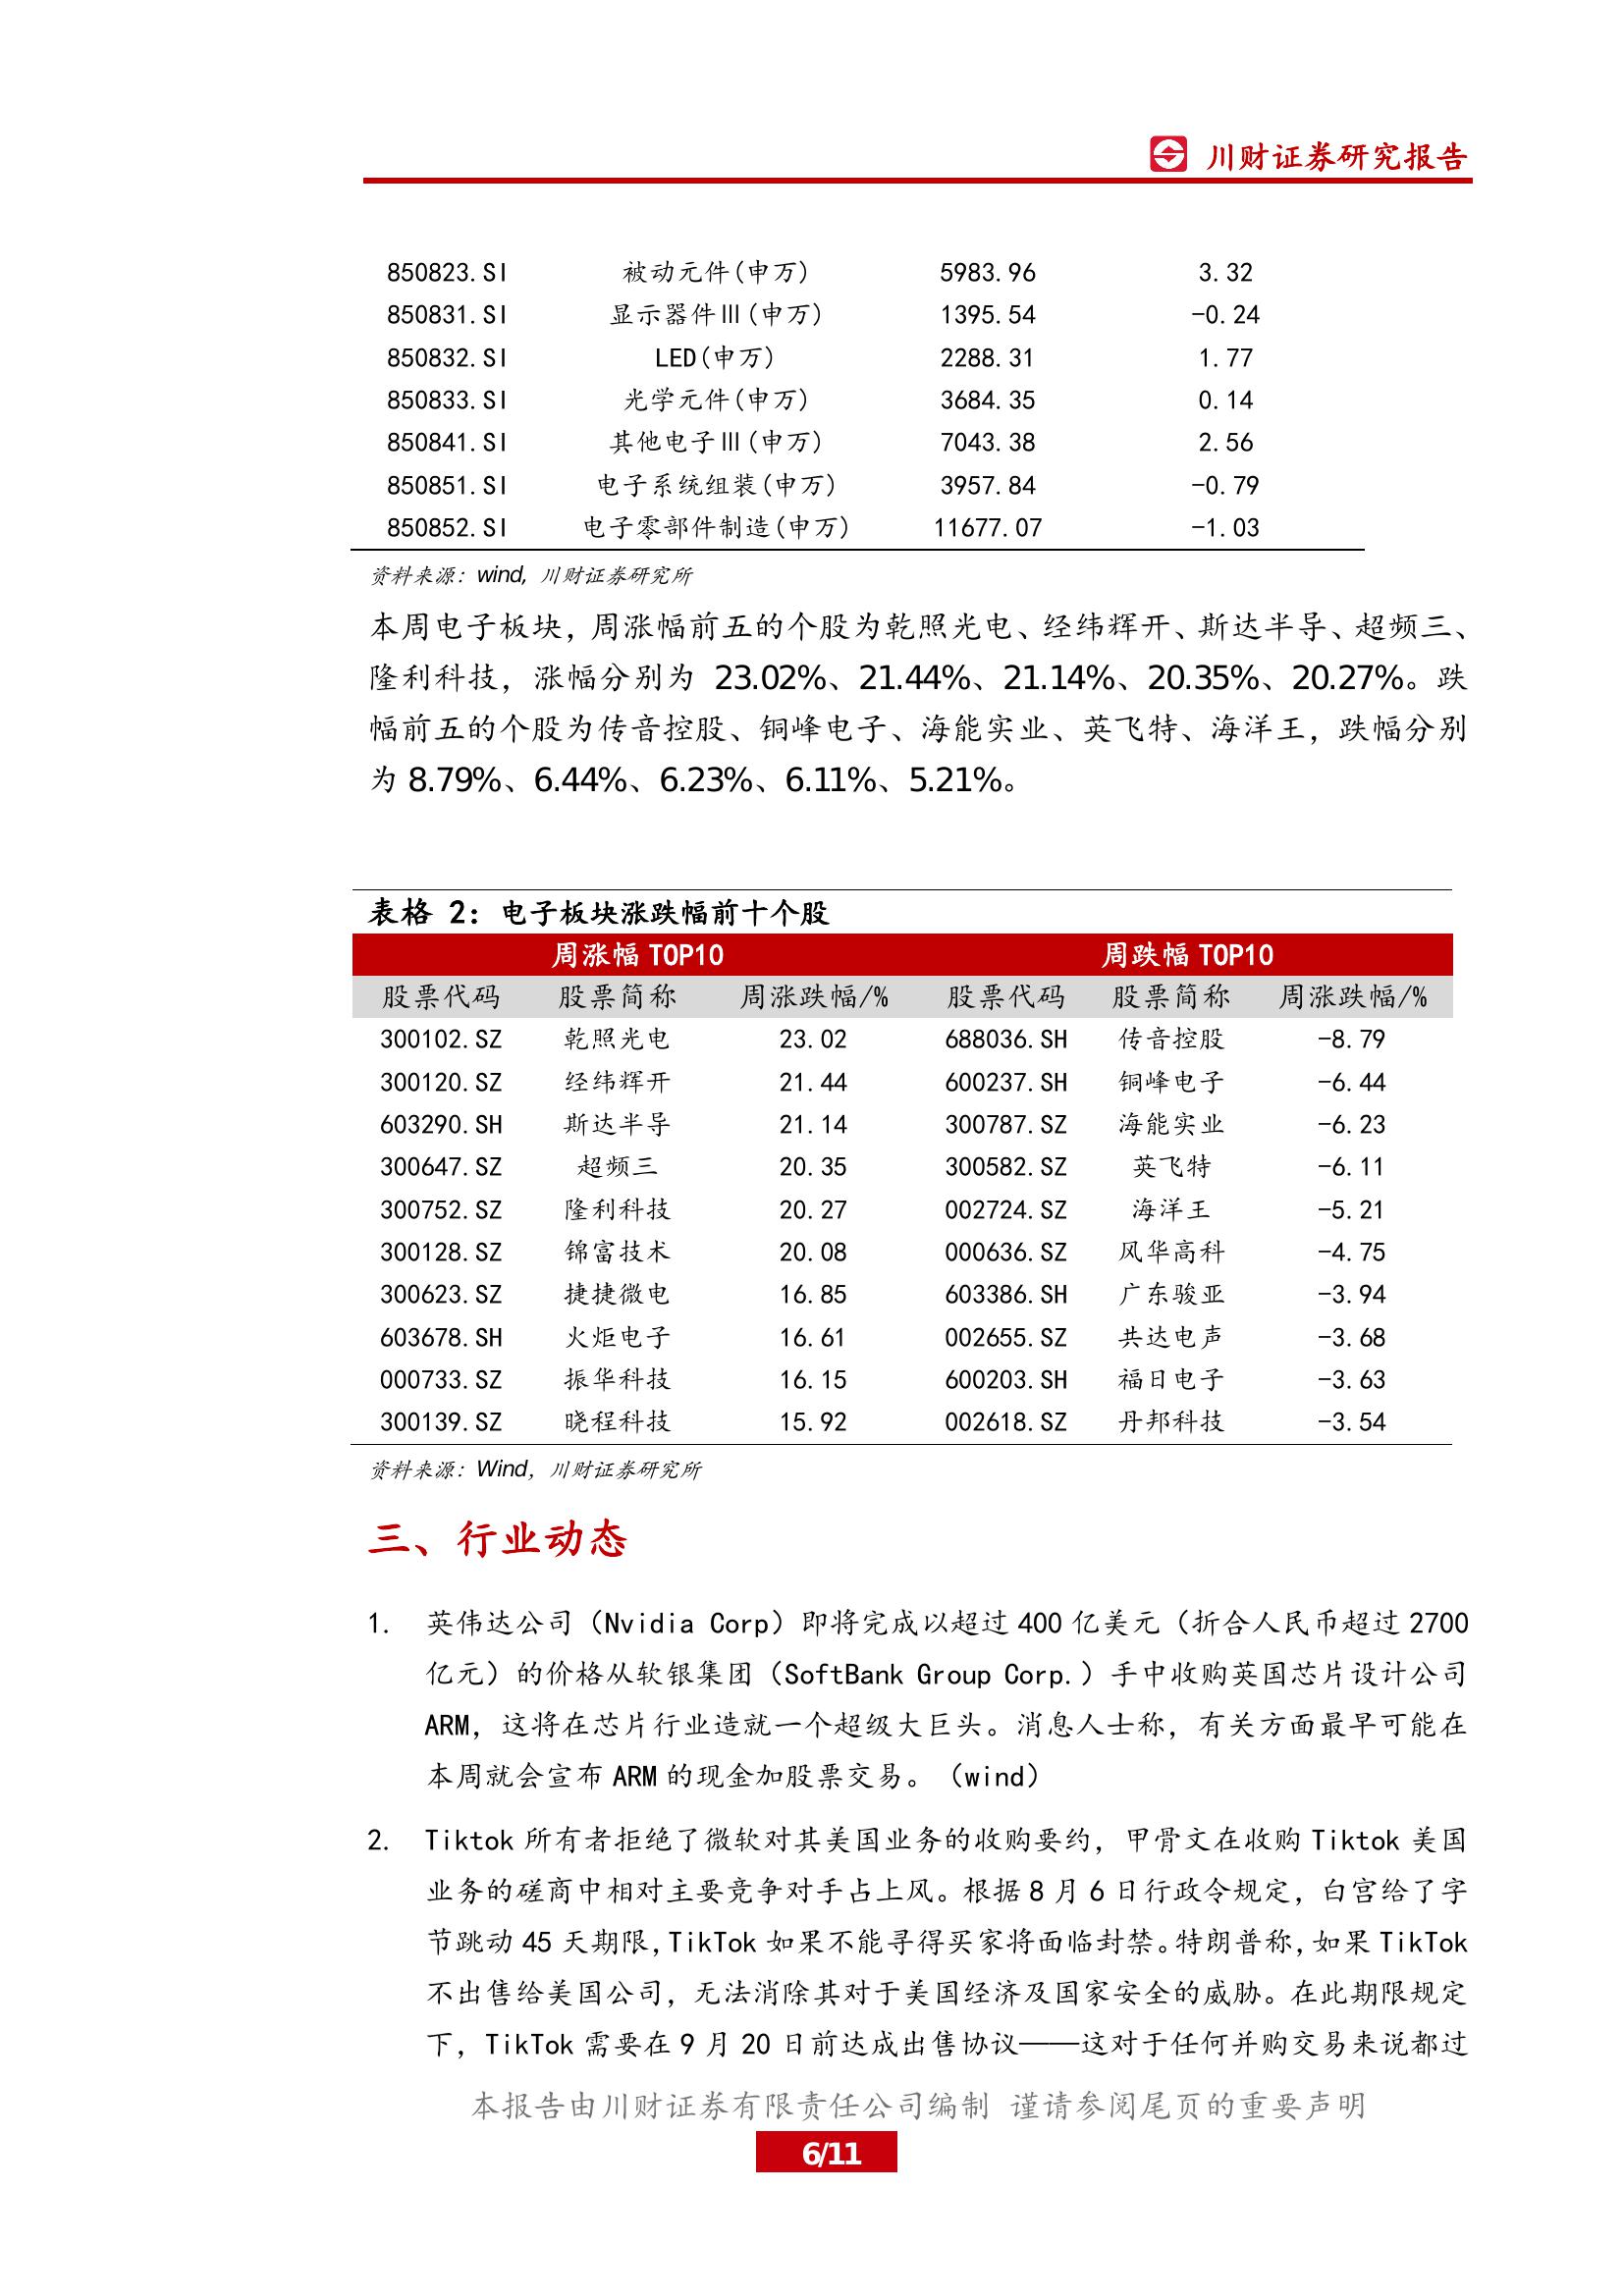 川财证券研究报告
850823.SI 被动元件(申万) 5983.96 3.32
850831.SI 显示器件Ⅲ(申万) 1395.54 -0.24
850832.SI LED(申万) 2288.31 1.77
850833.SI 光学元件(申万) 3684.35 0.14
850841.SI 其他电子Ⅲ(申万) 7043.38 2.56
850851.SI 电子系统组装(申万) 3957.84 -0.79
850852.SI 电子零部件制造(申万) 11677.07 -1.03
资料来源：wind, 川财证券研究所
本周电子板块，周涨幅前五的个股为乾照光电、经纬辉开、斯达半导、超频三、
隆利科技，涨幅分别为 23.02%、21.44%、21.14%、20.35%、20.27%。跌
幅前五的个股为传音控股、铜峰电子、海能实业、英飞特、海洋王，跌幅分别
为 8.79%、6.44%、6.23%、6.11%、5.21%。
表格 2：电子板块涨跌幅前十个股
周涨幅 TOP10 周跌幅 TOP10
股票代码 股票简称 周涨跌幅/% 股票代码 股票简称 周涨跌幅/%
300102.SZ 乾照光电 23.02 688036.SH 传音控股 -8.79
300120.SZ 经纬辉开 21.44 600237.SH 铜峰电子 -6.44
603290.SH 斯达半导 21.14 300787.SZ 海能实业 -6.23
300647.SZ 超频三 20.35 300582.SZ 英飞特 -6.11
300752.SZ 隆利科技 20.27 002724.SZ 海洋王 -5.21
300128.SZ 锦富技术 20.08 000636.SZ 风华高科 -4.75
300623.SZ 捷捷微电 16.85 603386.SH 广东骏亚 -3.94
603678.SH 火炬电子 16.61 002655.SZ 共达电声 -3.68
000733.SZ 振华科技 16.15 600203.SH 福日电子 -3.63
300139.SZ 晓程科技 15.92 002618.SZ 丹邦科技 -3.54
资料来源：Wind，川财证券研究所
三、行业动态
1. 英伟达公司（Nvidia Corp）即将完成以超过 400 亿美元（折合人民币超过 2700
亿元）的价格从软银集团（SoftBank Group Corp.）手中收购英国芯片设计公司
ARM，这将在芯片行业造就一个超级大巨头。消息人士称，有关方面最早可能在
本周就会宣布 ARM 的现金加股票交易。（wind）
2. Tiktok 所有者拒绝了微软对其美国业务的收购要约，甲骨文在收购 Tiktok 美国
业务的磋商中相对主要竞争对手占上风。根据 8 月 6 日行政令规定，白宫给了字
节跳动 45 天期限，TikTok 如果不能寻得买家将面临封禁。特朗普称，如果 TikTok
不出售给美国公司，无法消除其对于美国经济及国家安全的威胁。在此期限规定
下，TikTok 需要在 9 月 20 日前达成出售协议——这对于任何并购交易来说都过
本报告由川财证券有限责任公司编制 谨请参阅尾页的重要声明
6/11